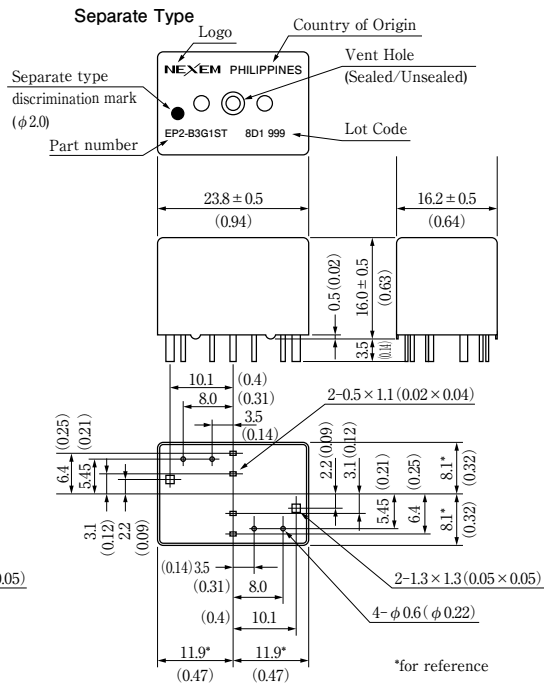 Separate Type
Logo
Country of Origin
Vent Hole
(Sealed/Unsealed)
Separate type
discrimination mark
(φ2.0)
Part number
NEXEM PHILIPPINES
EP2-B3G1ST 8D1 999
Lot Code
23.8±0.5
(0.94)
16.2±0.5
(0.64)
0.5(0.02)
16.0±0.5
(0.63)
3.5
(0.14)
10.1 (0.4)
8.0 (0.31)
3.5
(0.14)
2-0.5×1.1(0.02×0.04)
(0.25)
(0.21)
6.4
5.45
3.1
(0.12)
2.2
(0.09)
2.2(0.09)
3.1(0.12)
5.45
(0.21)
6.4
(0.25)
8.1*
(0.32)
8.1*
(0.32)
(0.14)3.5
(0.31) 8.0
(0.4) 10.1
2-1.3×1.3(0.05×0.05)
4-φ0.6(φ0.22)
11.9* 11.9*
(0.47) (0.47)
*for reference
0.05)